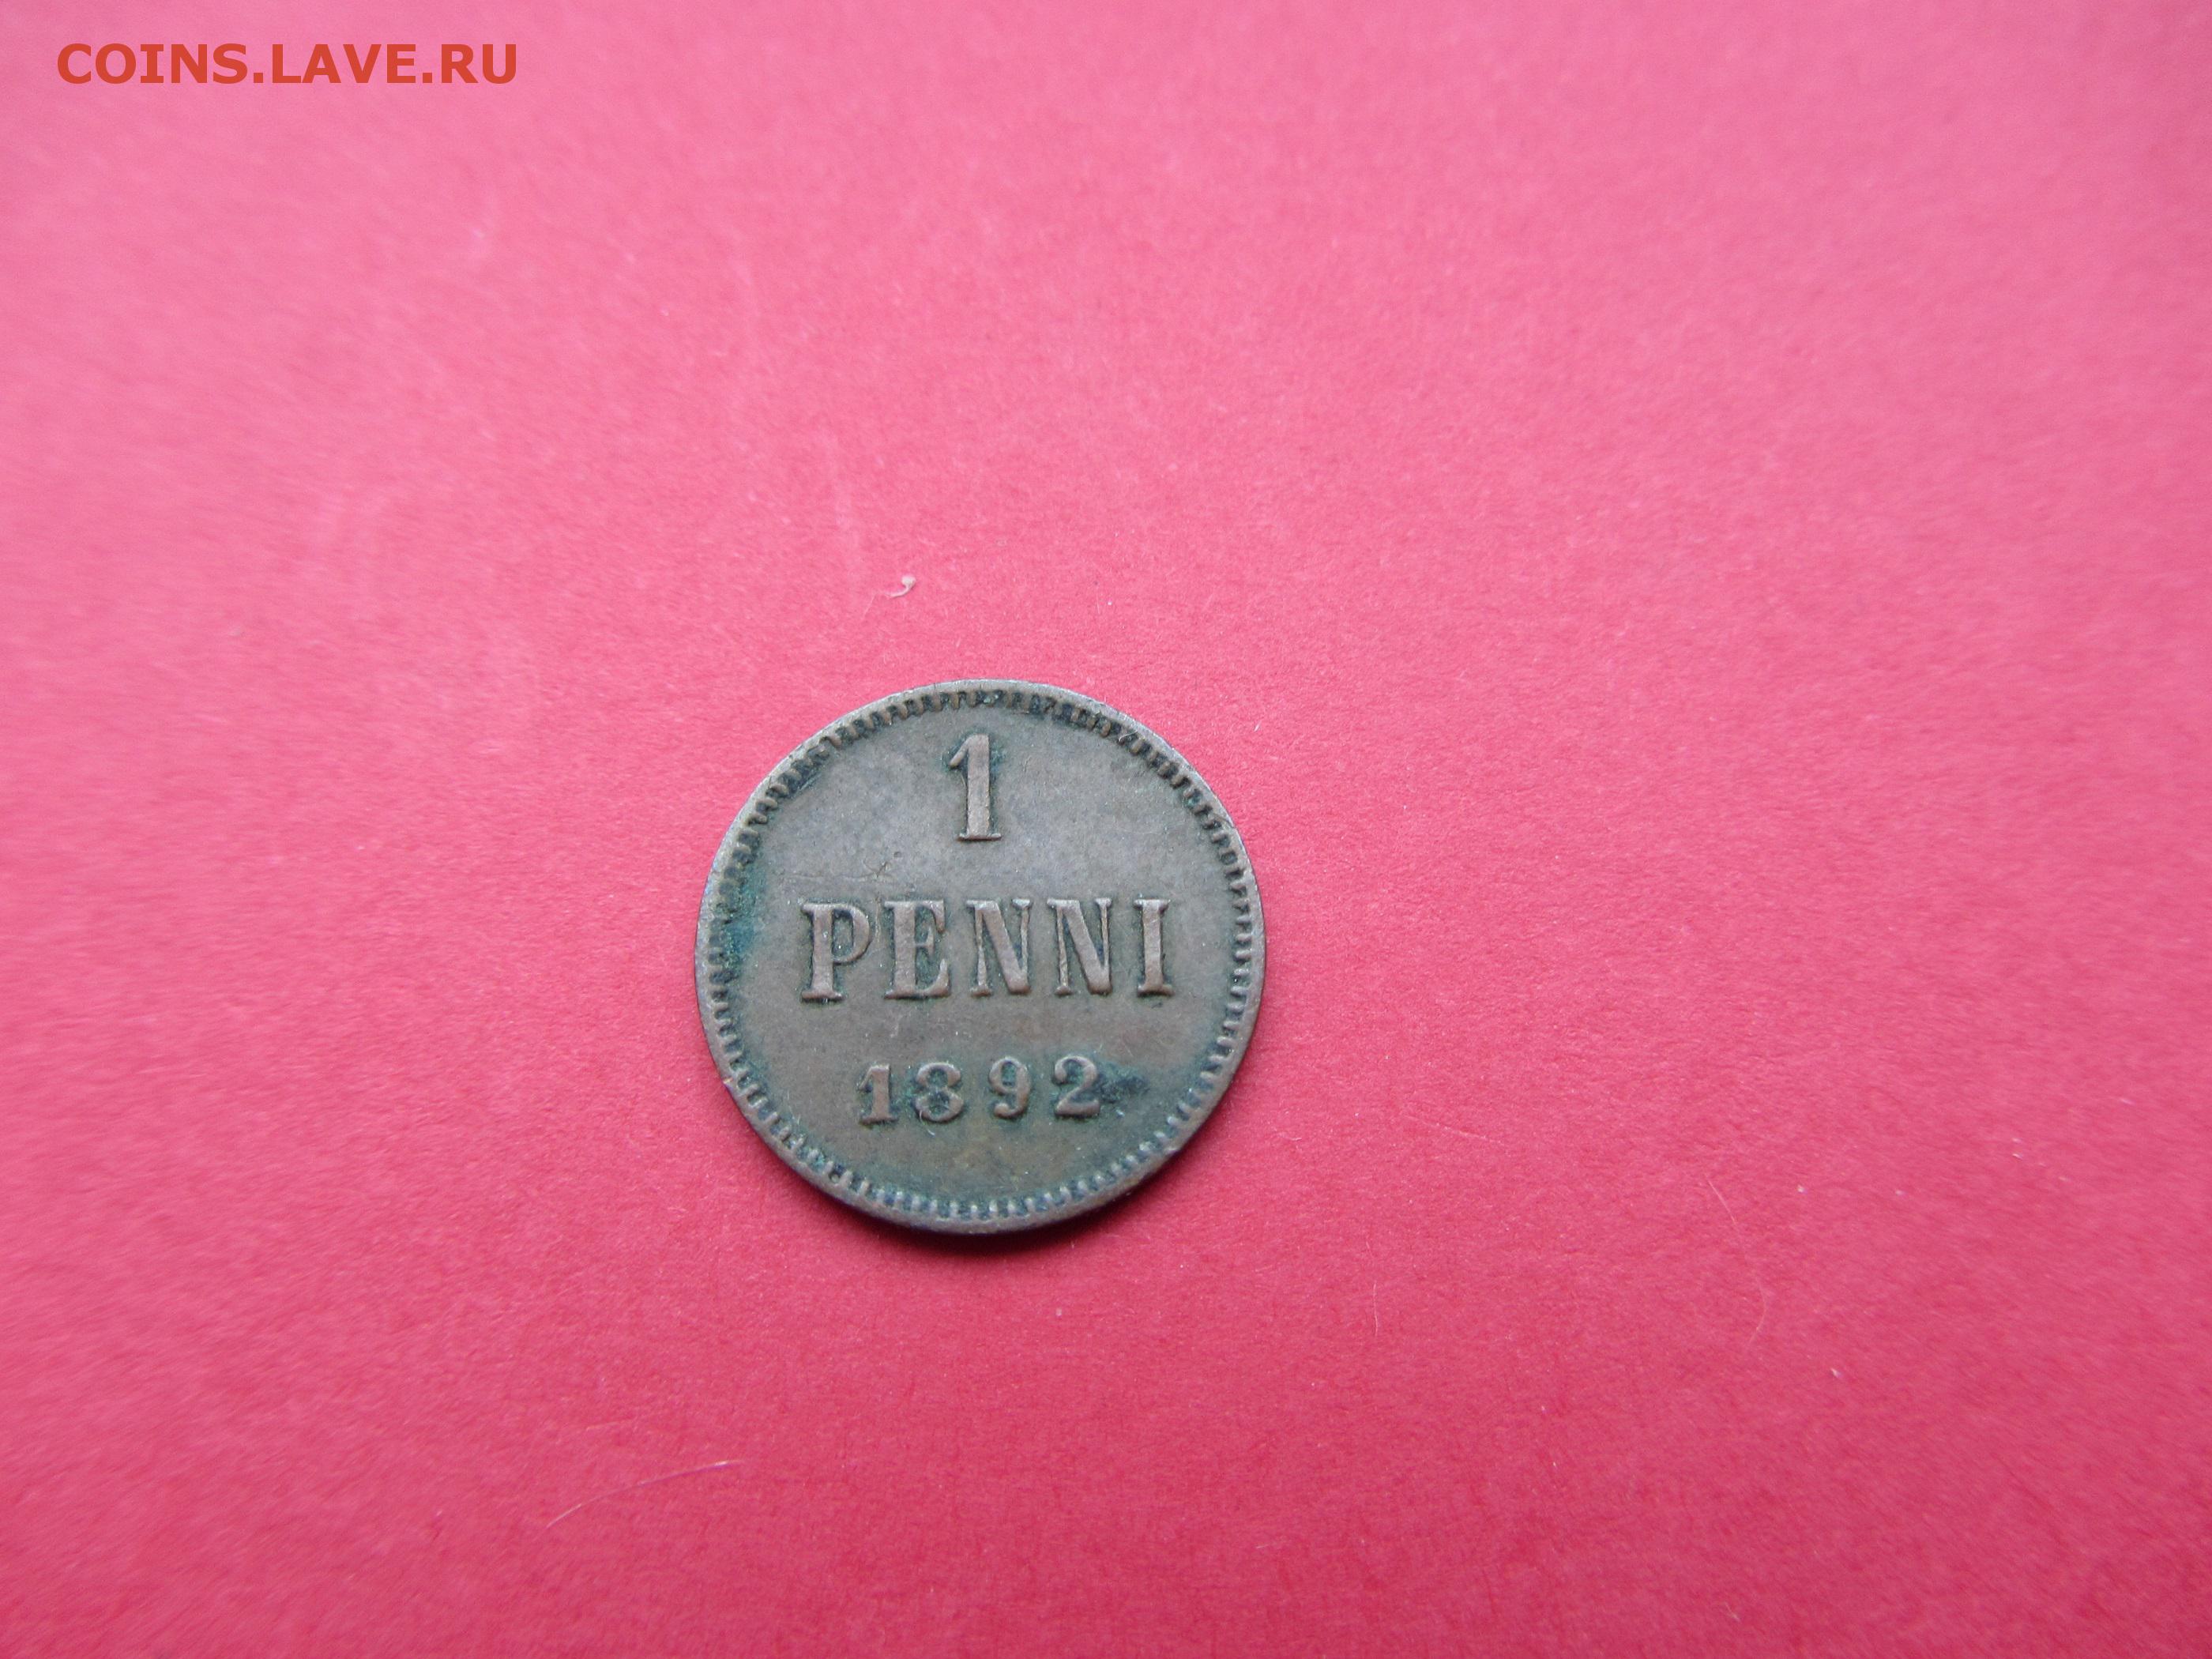 COINS.LAVE.RU
1
PENNI
1892